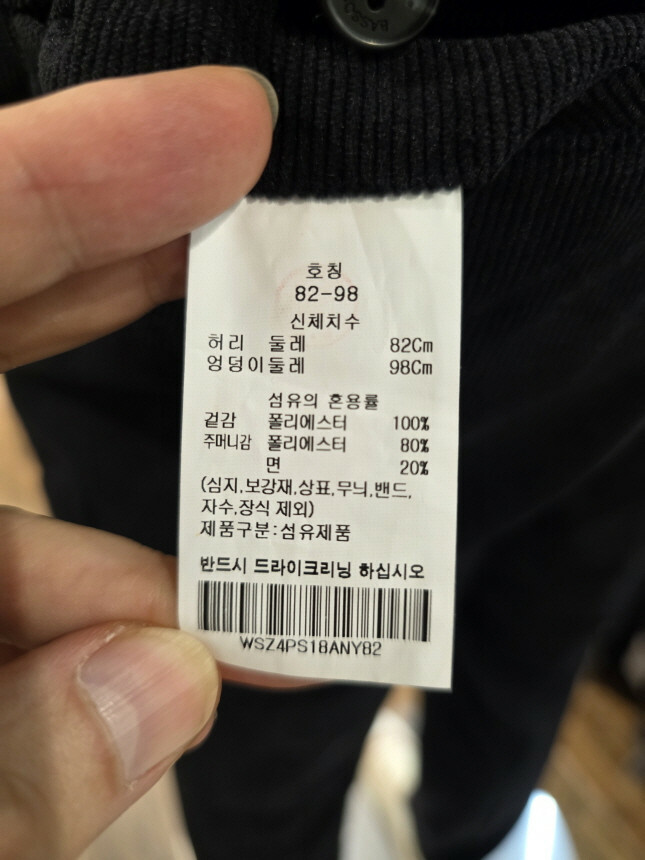 호칭
82-98
신체치수
허리 둘레 82Cm
엉덩이둘레 98Cm
섬유의 혼용률
겉감 폴리에스터 100%
주머니감 폴리에스터 80%
면 20%
(심지,보강재,상표,무늬,밴드,
자수,장식 제외)
제품구분:섬유제품
반드시 드라이크리닝 하십시오
WSZ4PS18ANY82